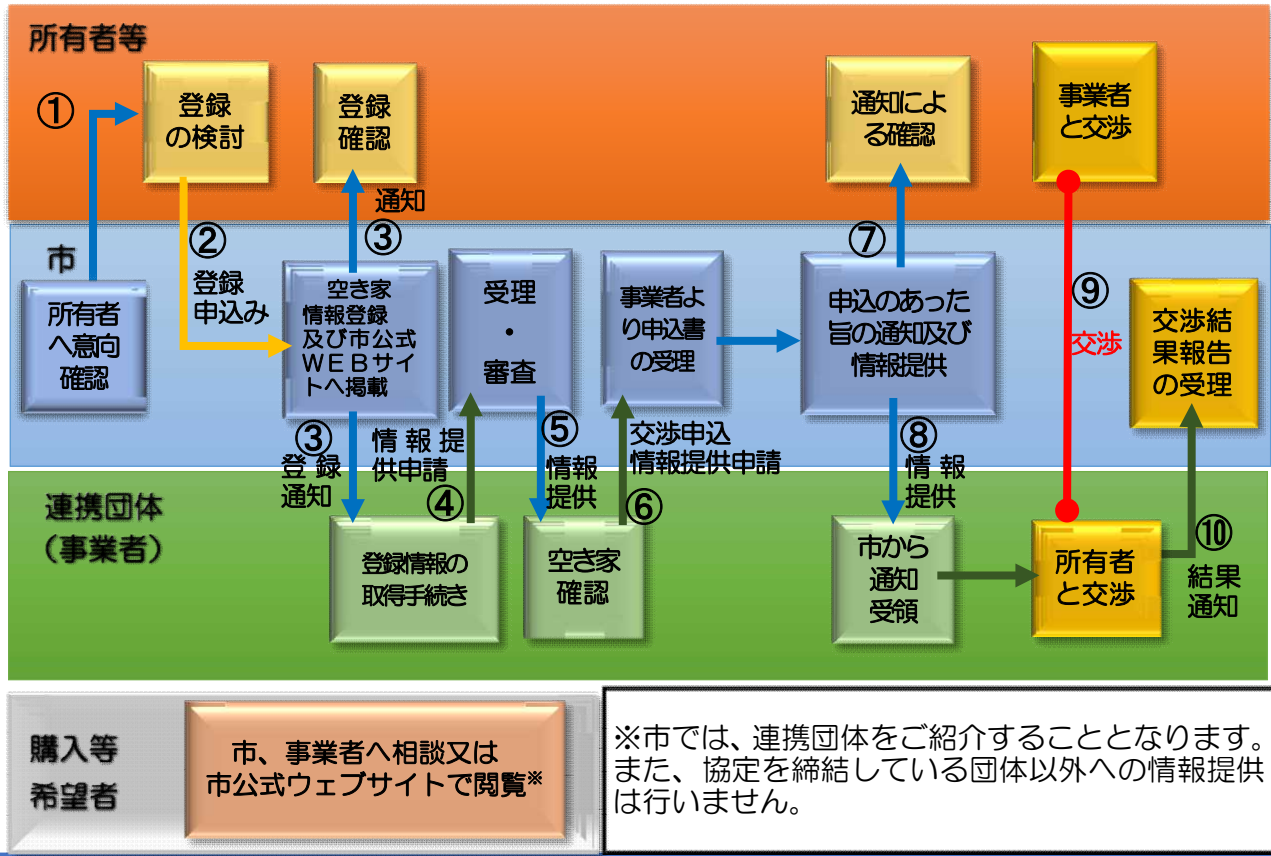 所有者等
①
登録
の検討
登録
確認
通知によ
る確認
事業者
と交渉
通知
②
③
⑦
市
登録
申込み
所有者
へ意向
確認
空き家
情報登録
及び市公式
WEBサイ
トへ掲載
受理
・
審査
事業者よ
り申込書
の受理
申込のあった
旨の通知及び
情報提供
⑨
交渉
交渉結
果報告
の受理
③
登録
通知
情報提
供申請
④
⑤
情報
提供
交渉申込
情報提供申請
⑥
⑧
情報
提供
連携団体
(事業者)
登録情報の
取得手続き
空き家
確認
市から
通知
受領
所有者
と交渉
⑩
結果
通知
購入等
希望者
市、事業者へ相談又は
市公式ウェブサイトで閲覧※
※市では、連携団体をご紹介することとなります。
また、協定を締結している団体以外への情報提供
は行いません。